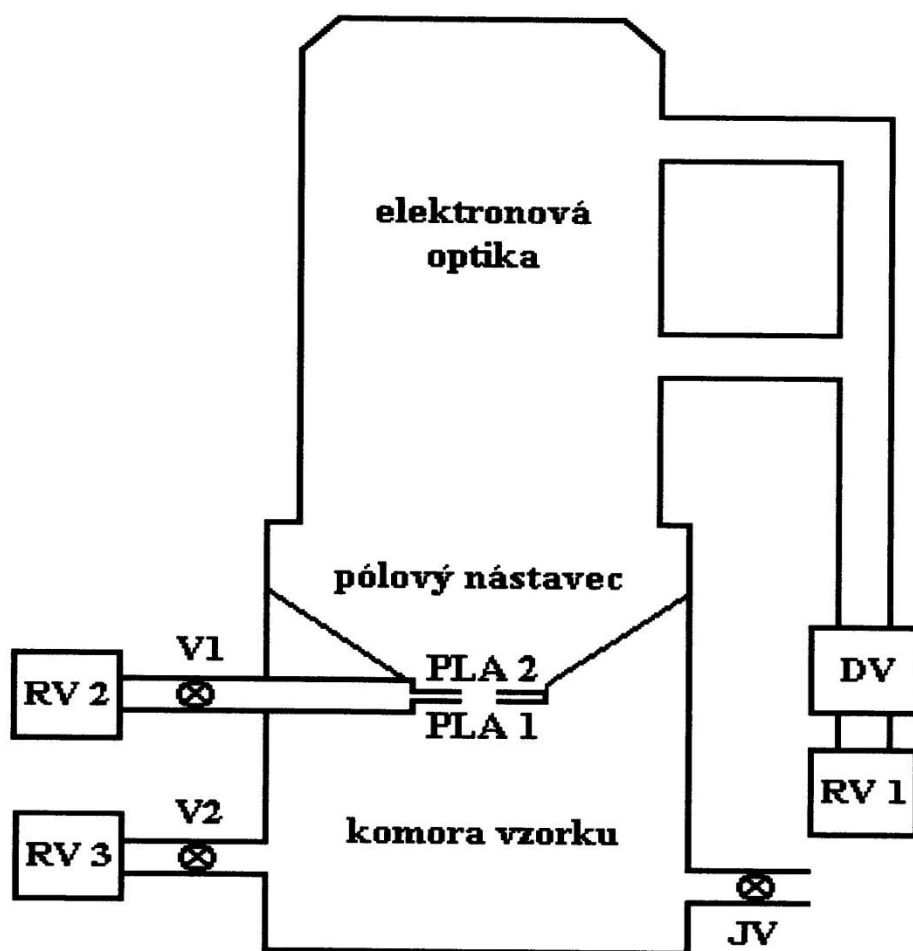 elektronová
optika
pólový nástavec
V1
RV 2
PLA 2
PLA 1
DV
RV 1
V2
RV 3
komora vzorku
JV